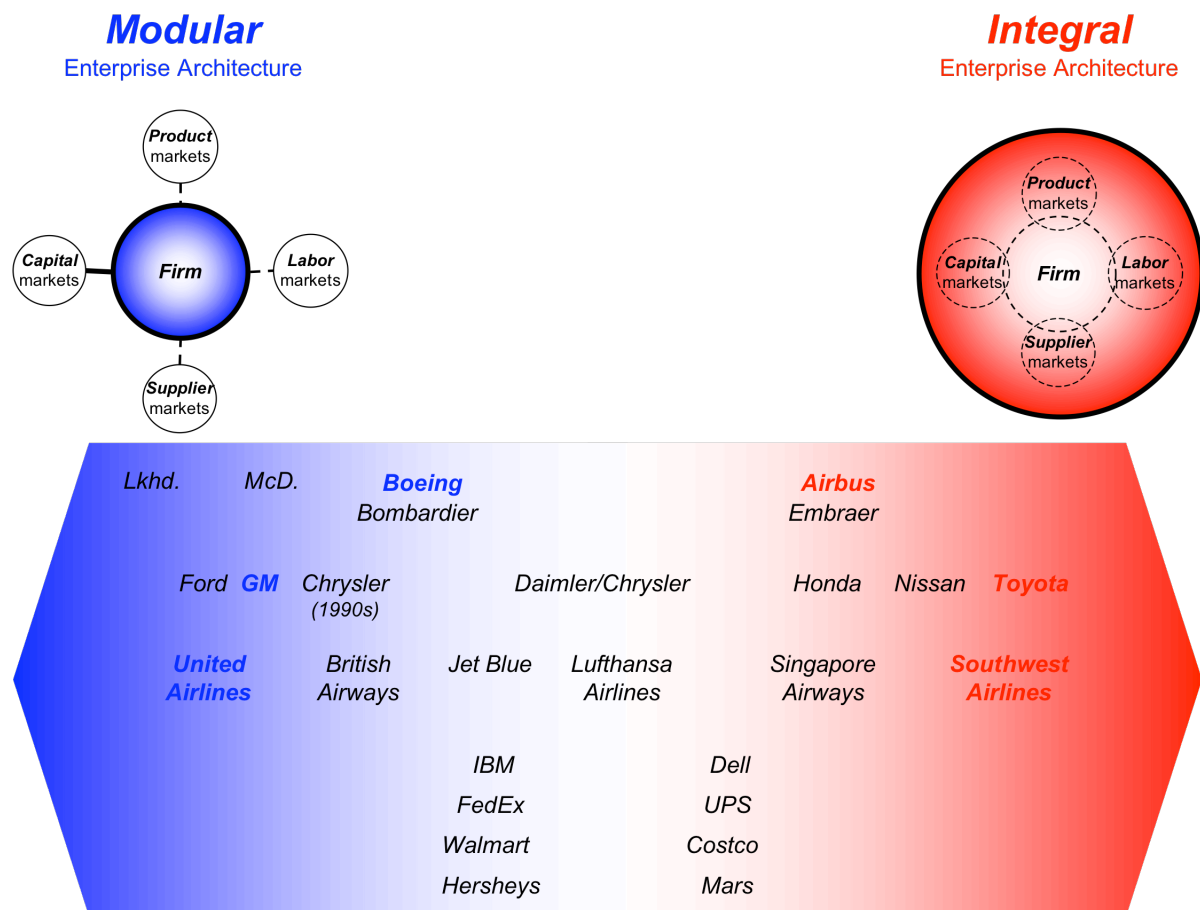 Modular
Enterprise Architecture
Integral
Enterprise Architecture
Product
markets
Capital
markets
Firm
Labor
markets
Supplier
markets
Product
markets
Capital
markets
Firm
Labor
markets
Supplier
markets
Lkhd. McD. Boeing Airbus
Bombardier Embraer
Ford GM Chrysler Daimler/Chrysler Honda Nissan Toyota
(1990s)
United British Jet Blue Lufthansa Singapore Southwest
Airlines Airways Airlines Airways Airlines
IBM Dell
FedEx UPS
Walmart Costco
Hersheys Mars